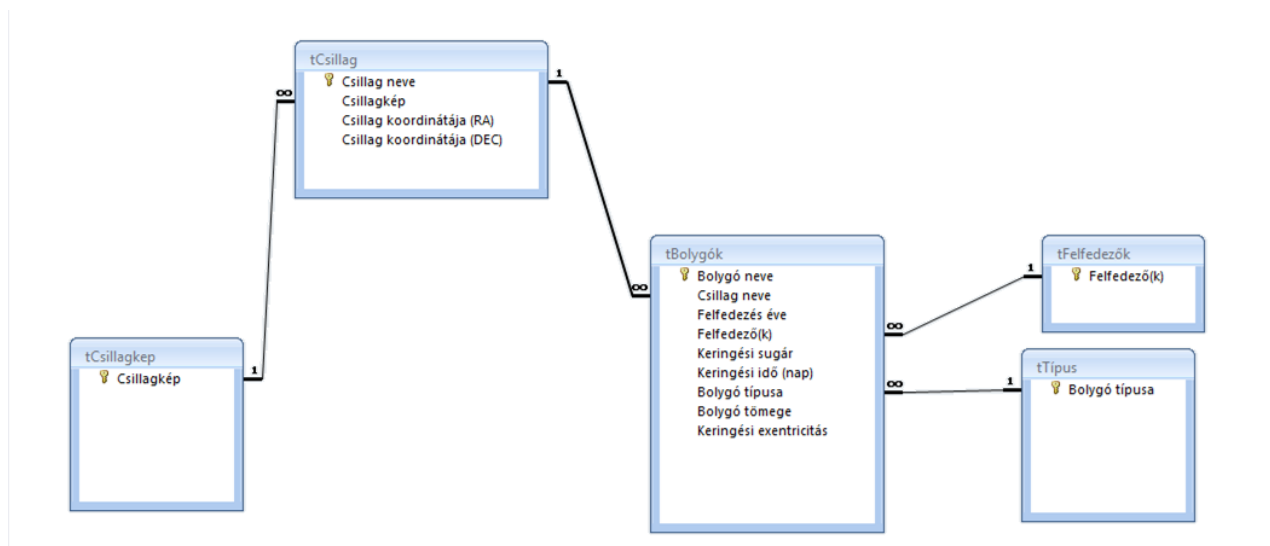 tCsillag
Csillag neve
Csillagkép
Csillag koordinátája (RA)
Csillag koordinátája (DEC)
1
∞
tBolygók
Bolygó neve
Csillag neve
Felfedezés éve
Felfedező(k)
Keringési sugár
Keringési idő (nap)
Bolygó típusa
Bolygó tömege
Keringési exentricitás
∞
∞
∞
tFelfedezők
Felfedező(k)
1
tTípus
Bolygó típusa
1
tCsillagkep
Csillagkép
1